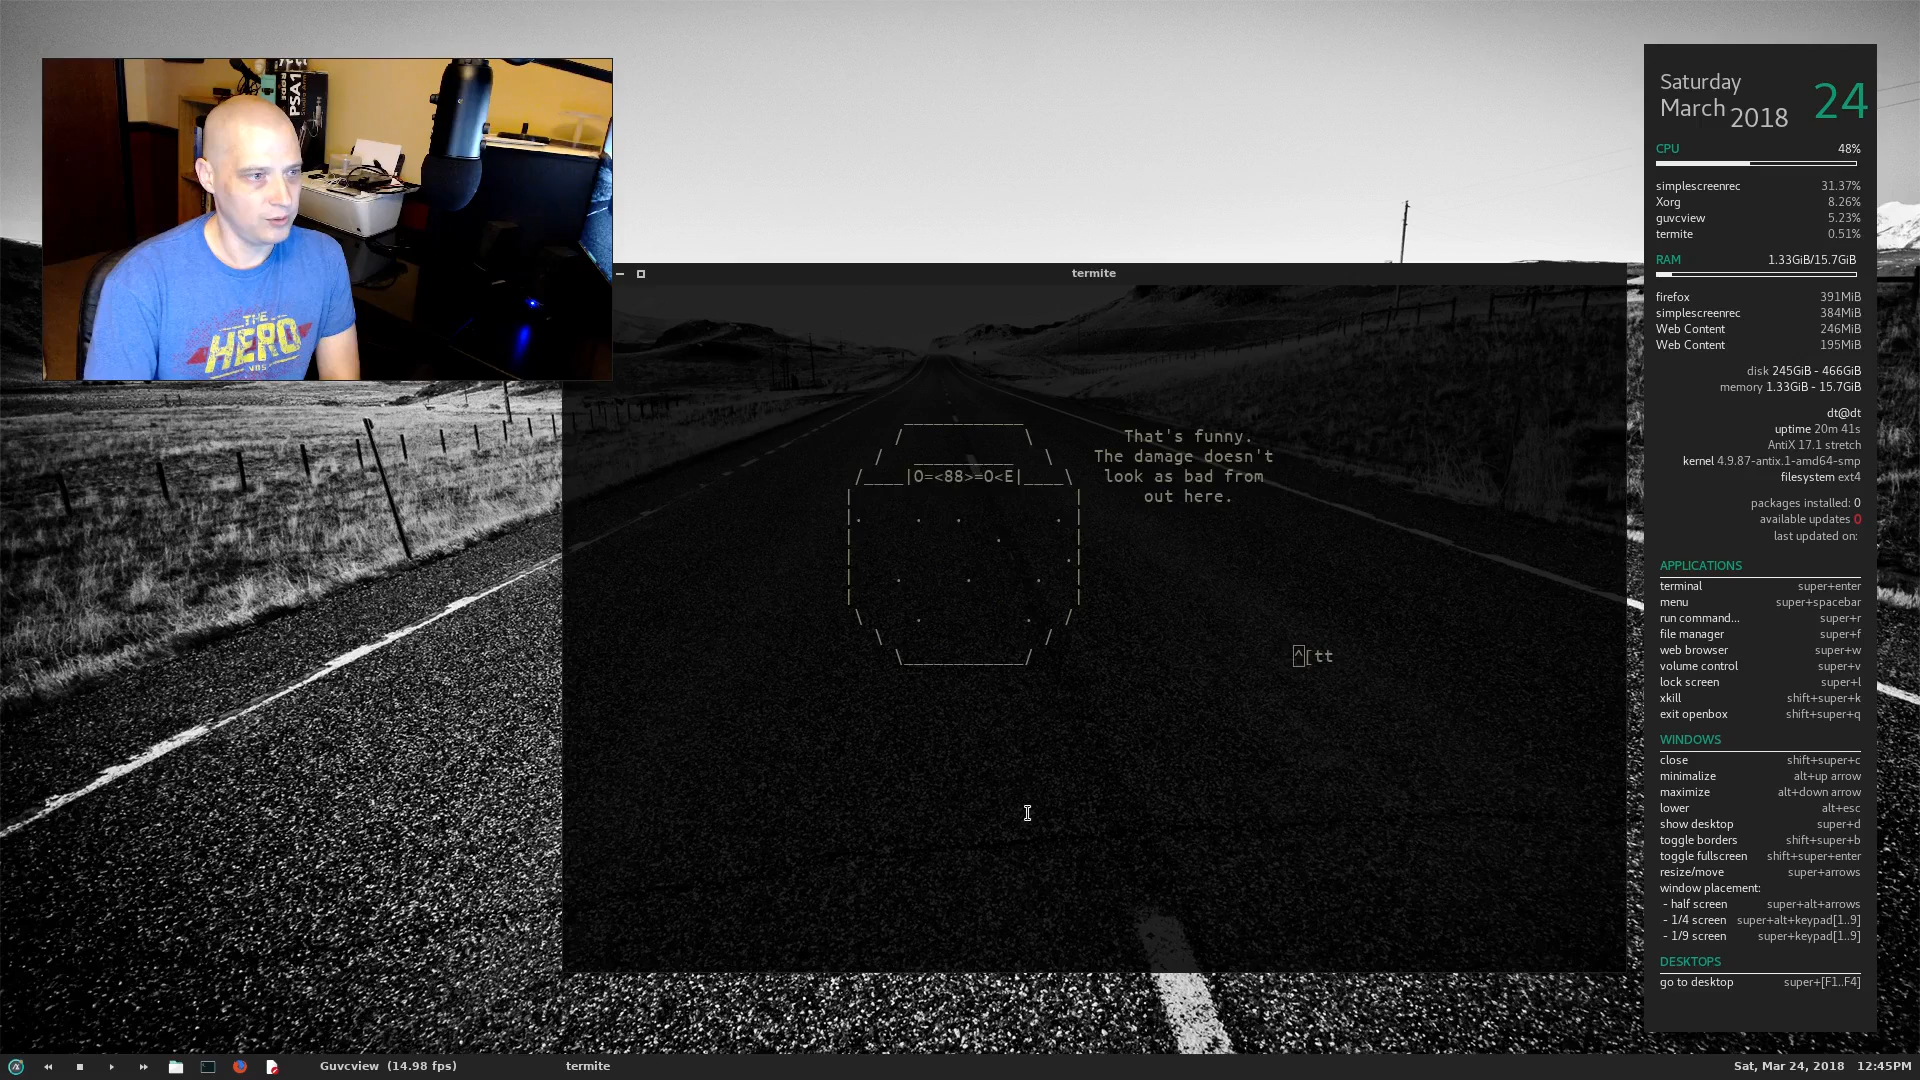 RØDE
PSA1
THE
HERO
termite
That's funny.
The damage doesn't
/____|O=<88>=O<E|____\ look as bad from
out here.
^[tt
Saturday
March 2018 24
CPU 48%
simplescreenrec 31.37%
Xorg 8.26%
guvcview 5.23%
termite 0.51%
RAM 1.33GiB/15.7GiB
firefox 391MiB
simplescreenrec 384MiB
Web Content 246MiB
Web Content 195MiB
disk 245GiB - 466GiB
memory 1.33GiB - 15.7GiB
dt@dt
uptime 20m 41s
AntiX 17.1 stretch
kernel 4.9.87-antix.1-amd64-smp
filesystem ext4
packages installed: 0
available updates 0
last updated on:
APPLICATIONS
terminal super+enter
menu super+spacebar
run command... super+r
file manager super+f
web browser super+w
volume control super+v
lock screen super+l
xkill shift+super+k
exit openbox shift+super+q
WINDOWS
close shift+super+c
minimalize alt+up arrow
maximize alt+down arrow
lower alt+esc
show desktop super+d
toggle borders shift+super+b
toggle fullscreen shift+super+enter
resize/move super+arrows
window placement:
- half screen super+alt+arrows
- 1/4 screen super+alt+keypad[1..9]
- 1/9 screen super+keypad[1..9]
DESKTOPS
go to desktop super+[F1..F4]
Guvcview (14.98 fps) termite Sat, Mar 24, 2018 12:45PM